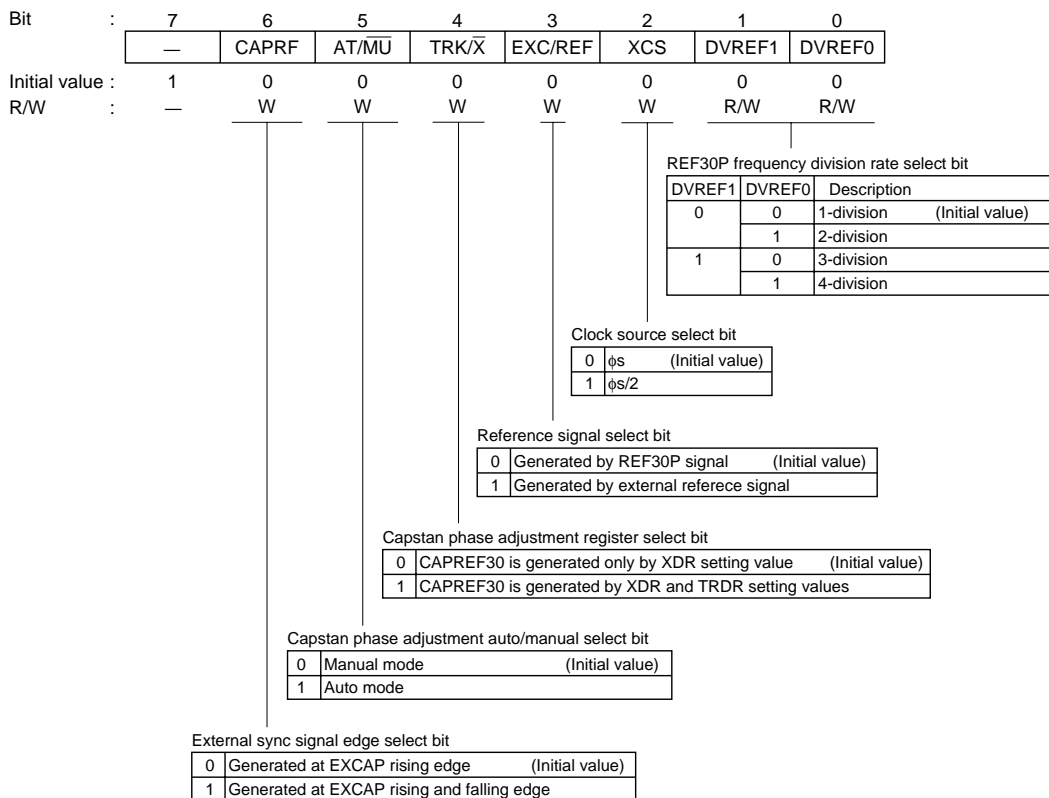 Bit : 7 6 5 4 3 2 1 0
— CAPRF AT/M̅U̅ TRK/X̅ EXC/REF XCS DVREF1 DVREF0
Initial value : 1 0 0 0 0 0 0 0
R/W : — W W W W W R/W R/W
REF30P frequency division rate select bit
DVREF1 DVREF0 Description
0 0 1-division (Initial value)
1 2-division
1 0 3-division
1 4-division
Clock source select bit
0 ϕs (Initial value)
1 ϕs/2
Reference signal select bit
0 Generated by REF30P signal (Initial value)
1 Generated by external referece signal
Capstan phase adjustment register select bit
0 CAPREF30 is generated only by XDR setting value (Initial value)
1 CAPREF30 is generated by XDR and TRDR setting values
Capstan phase adjustment auto/manual select bit
0 Manual mode (Initial value)
1 Auto mode
External sync signal edge select bit
0 Generated at EXCAP rising edge (Initial value)
1 Generated at EXCAP rising and falling edge